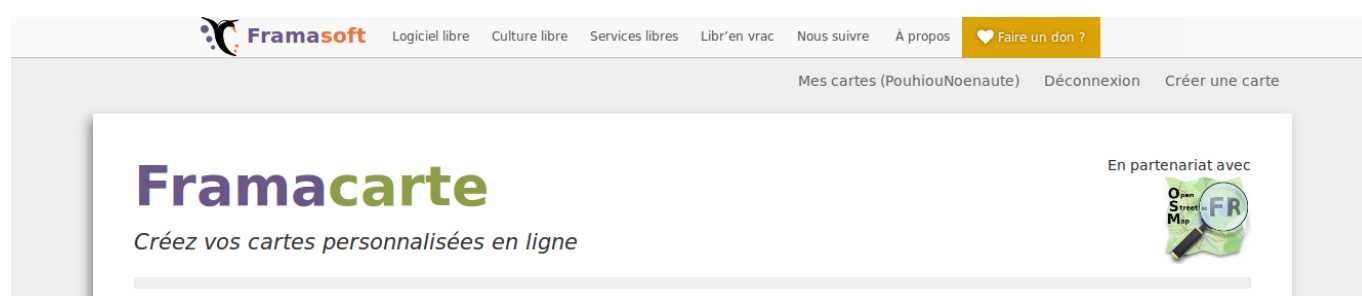 Framasoft Logiciel libre Culture libre Services libres Libr'en vrac Nous suivre À propos Faire un don ?
Mes cartes (PouhiouNoenaute) Déconnexion Créer une carte
Framacarte
Créez vos cartes personnalisées en ligne
En partenariat avec
Open
Street FR
Map